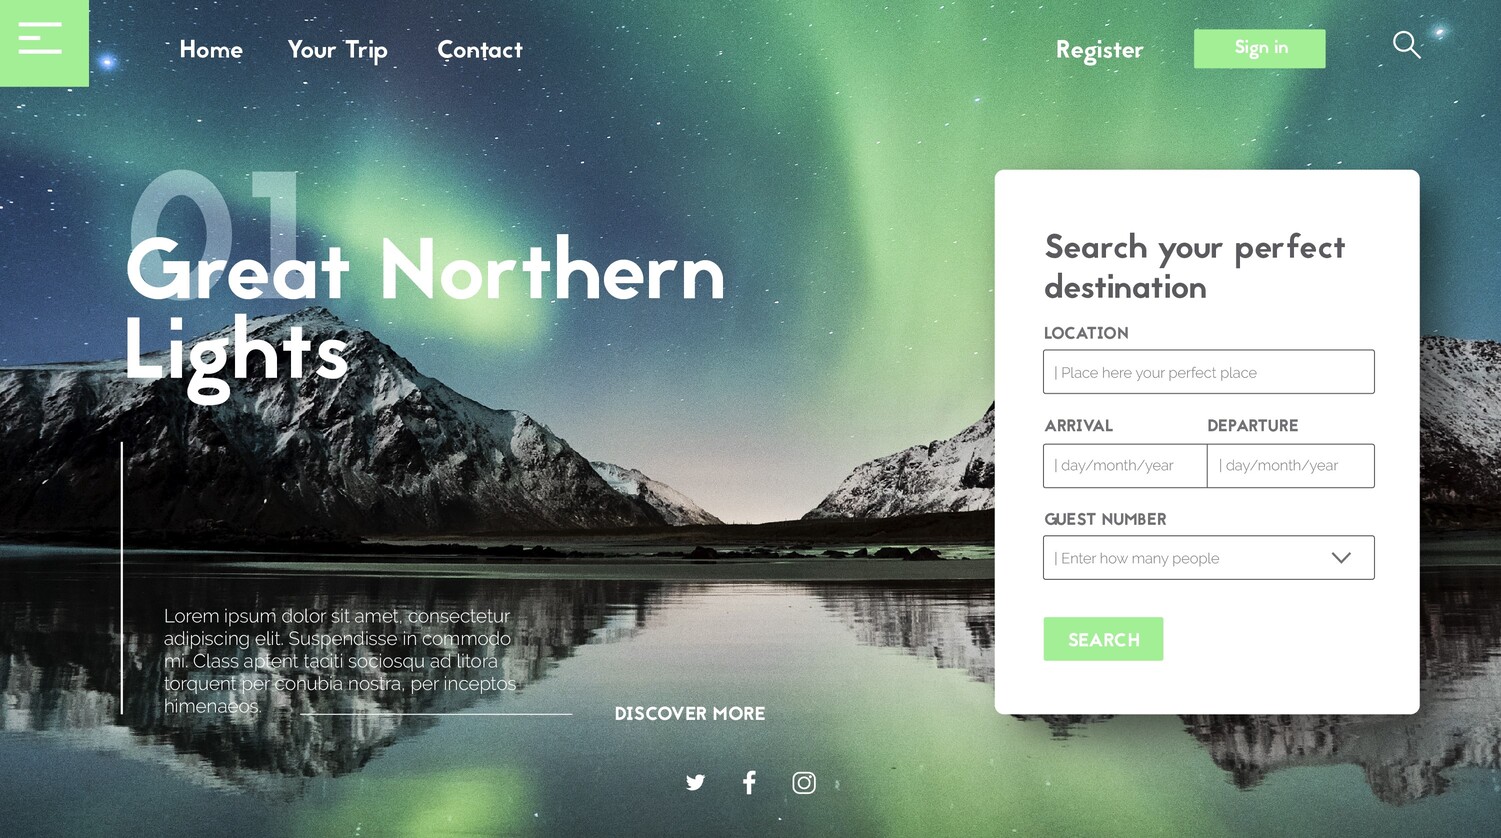 Home
Your Trip
Contact
Register
Sign in
01
Great Northern
Lights
Lorem ipsum dolor sit amet, consectetur
adipiscing elit. Suspendisse in commodo
mi. Class aptent taciti sociosqu ad litora
torquent per conubia nostra, per inceptos
himenaeos.
DISCOVER MORE
Search your perfect
destination
LOCATION
| Place here your perfect place
ARRIVAL
DEPARTURE
| day/month/year
| day/month/year
GUEST NUMBER
| Enter how many people
SEARCH